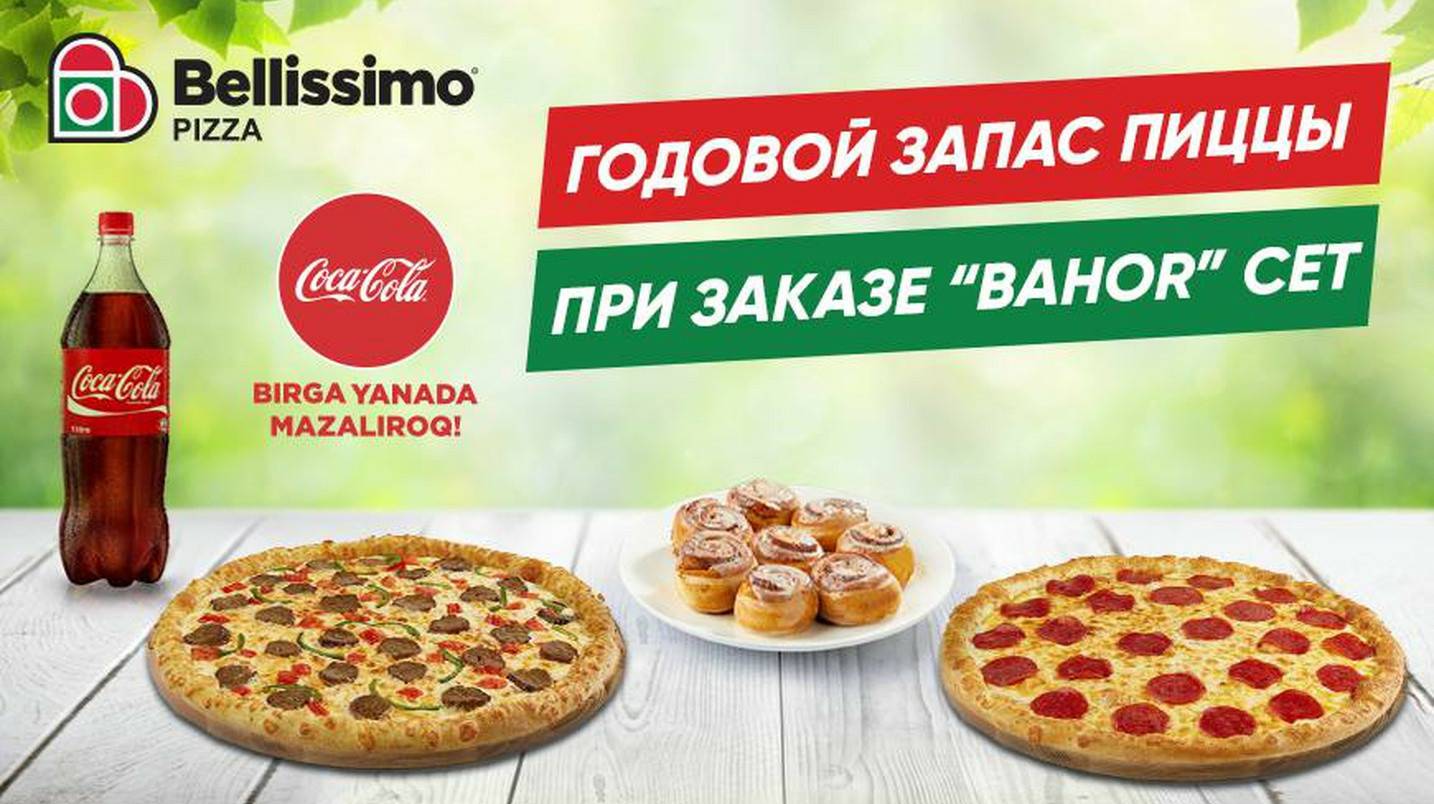 Bellissimo
PIZZA
ГОДОВОЙ ЗАПАС ПИЦЦЫ
ПРИ ЗАКАЗЕ “BAHOR” СЕТ
Coca-Cola
BIRGA YANADA
MAZALIROQ!
Coca-Cola